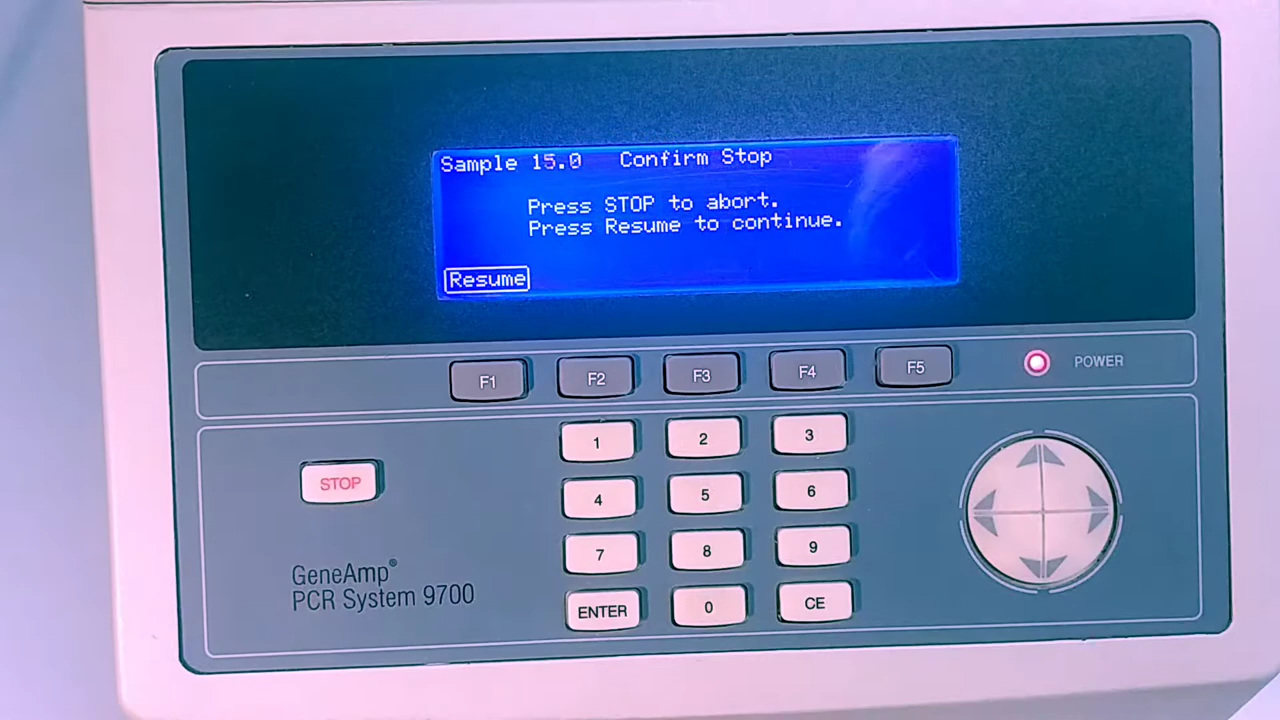 Sample 15.0 Confirm Stop
Press STOP to abort.
Press Resume to continue.
Resume
F1 F2 F3 F4 F5 POWER
1 2 3
STOP
4 5 6
7 8 9
GeneAmp®
PCR System 9700
ENTER 0 CE